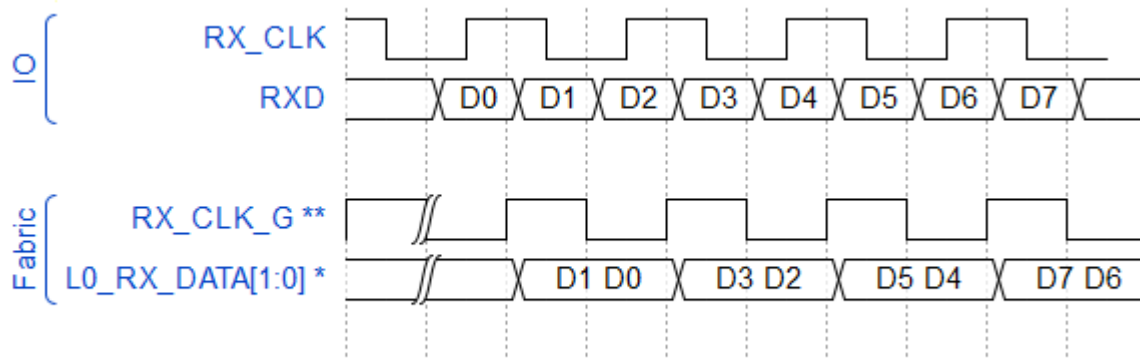 IO
RX_CLK
RXD
D0 D1 D2 D3 D4 D5 D6 D7
Fabric
RX_CLK_G **
L0_RX_DATA[1:0] *
D1 D0 D3 D2 D5 D4 D7 D6